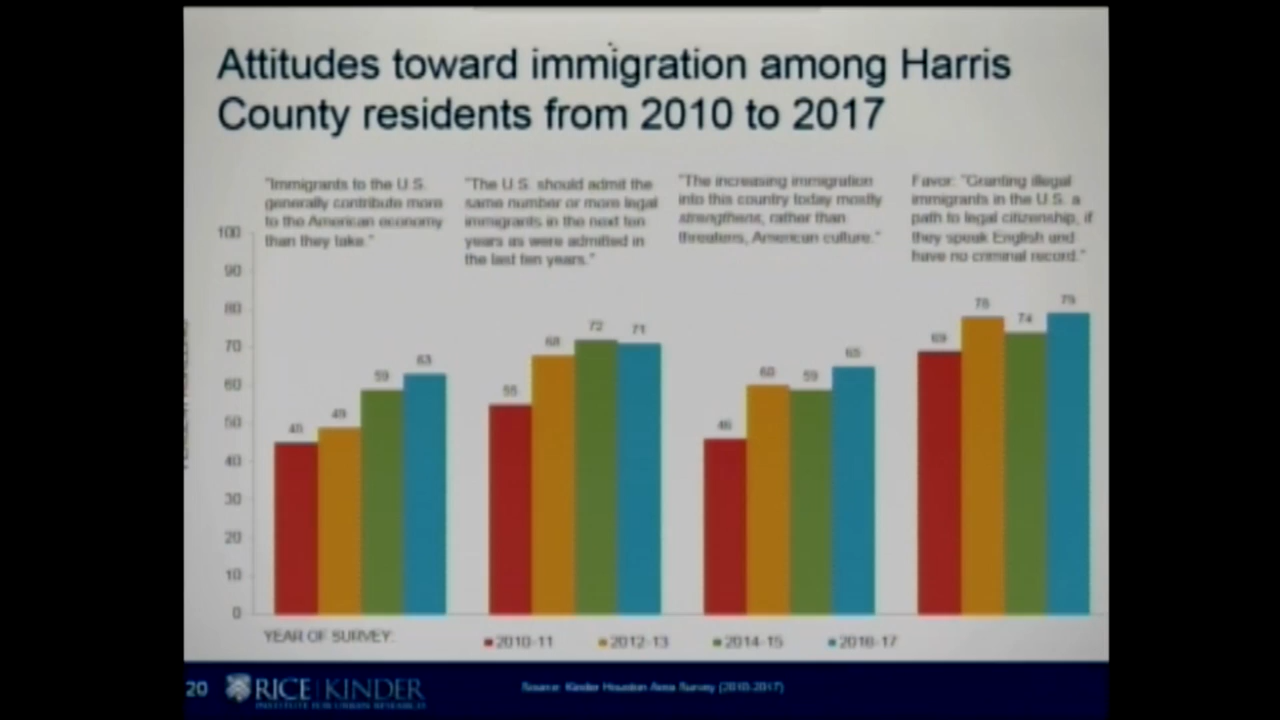 Attitudes toward immigration among Harris
County residents from 2010 to 2017
"Immigrants to the U.S.
generally contribute more
to the American economy
than they take."
"The U.S. should admit the
same number or more legal
immigrants in the next ten
years as were admitted in
the last ten years."
"The increasing immigration
into this country today mostly
strengthens, rather than
threatens, American culture."
Favor: "Granting illegal
immigrants in the U.S. a
path to legal citizenship, if
they speak English and
have no criminal record."
100
90
80
70
60
50
40
30
20
10
0
45
49
59
63
55
68
72
71
46
60
59
65
69
78
74
79
YEAR OF SURVEY:
2010-11
2012-13
2014-15
2016-17
20
RICE | KINDER
INSTITUTE FOR URBAN RESEARCH
Source: Kinder Houston Area Survey (2010-2017)